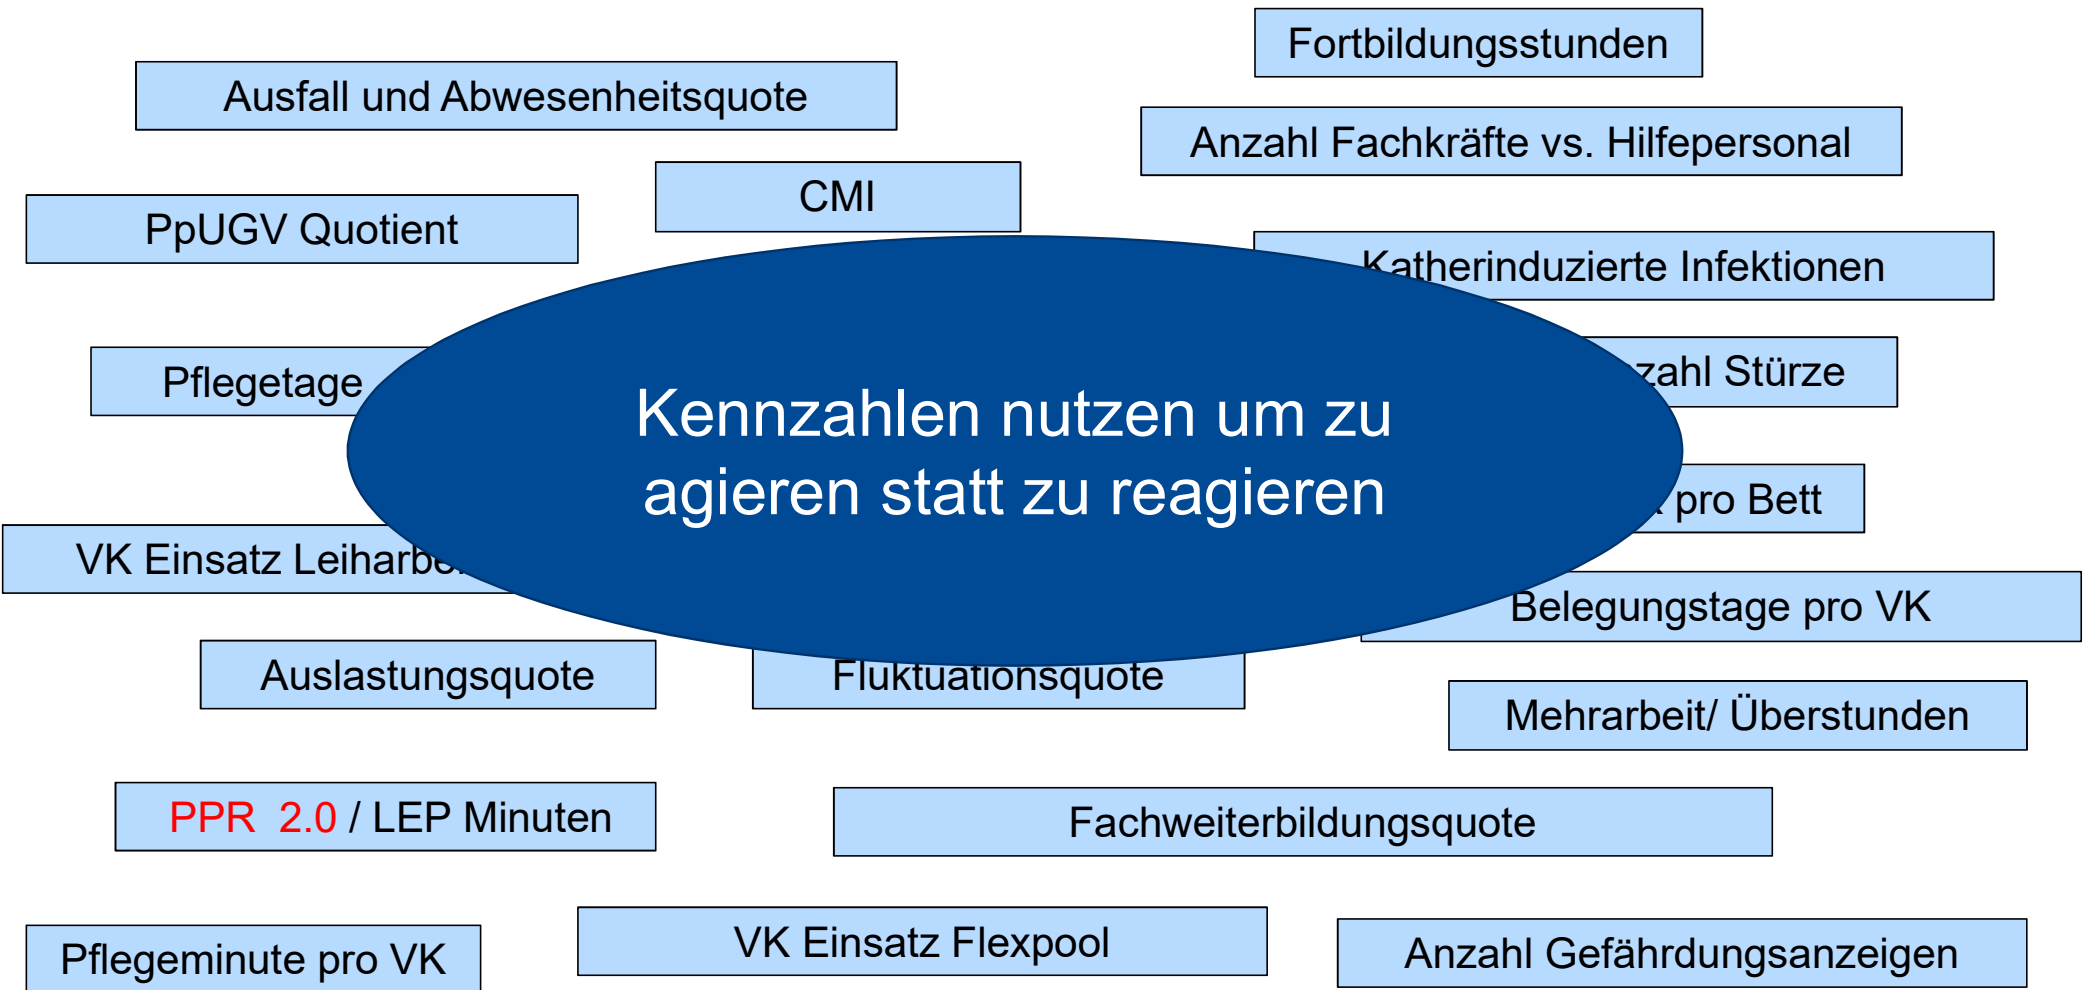 Fortbildungsstunden
Ausfall und Abwesenheitsquote
Anzahl Fachkräfte vs. Hilfepersonal
CMI
PpUGV Quotient
Katherinduzierte Infektionen
Pflegetage
Stürze
Kennzahlen nutzen um zu
agieren statt zu reagieren
pro Bett
VK Einsatz
Belegungstage pro VK
Auslastungsquote
Fluktuationsquote
Mehrarbeit/ Überstunden
PPR 2.0 / LEP Minuten
Fachweiterbildungsquote
VK Einsatz Flexpool
Anzahl Gefährdungsanzeigen
Pflegeminute pro VK